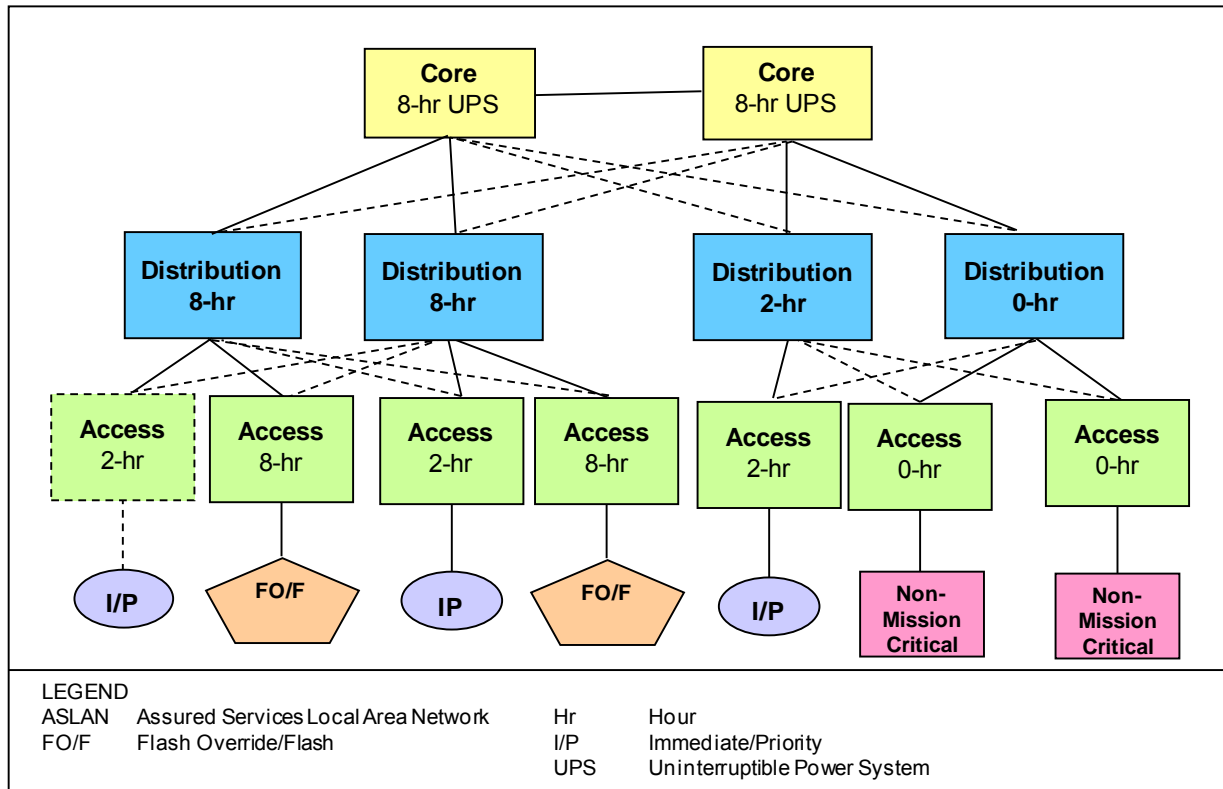 Core
8-hr UPS
Core
8-hr UPS
Distribution
8-hr
Distribution
8-hr
Distribution
2-hr
Distribution
0-hr
Access
2-hr
Access
8-hr
Access
2-hr
Access
8-hr
Access
2-hr
Access
0-hr
Access
0-hr
I/P
FO/F
IP
FO/F
I/P
Non-
Mission
Critical
Non-
Mission
Critical
LEGEND
ASLAN Assured Services Local Area Network
FO/F Flash Override/Flash
Hr Hour
I/P Immediate/Priority
UPS Uninterruptible Power System